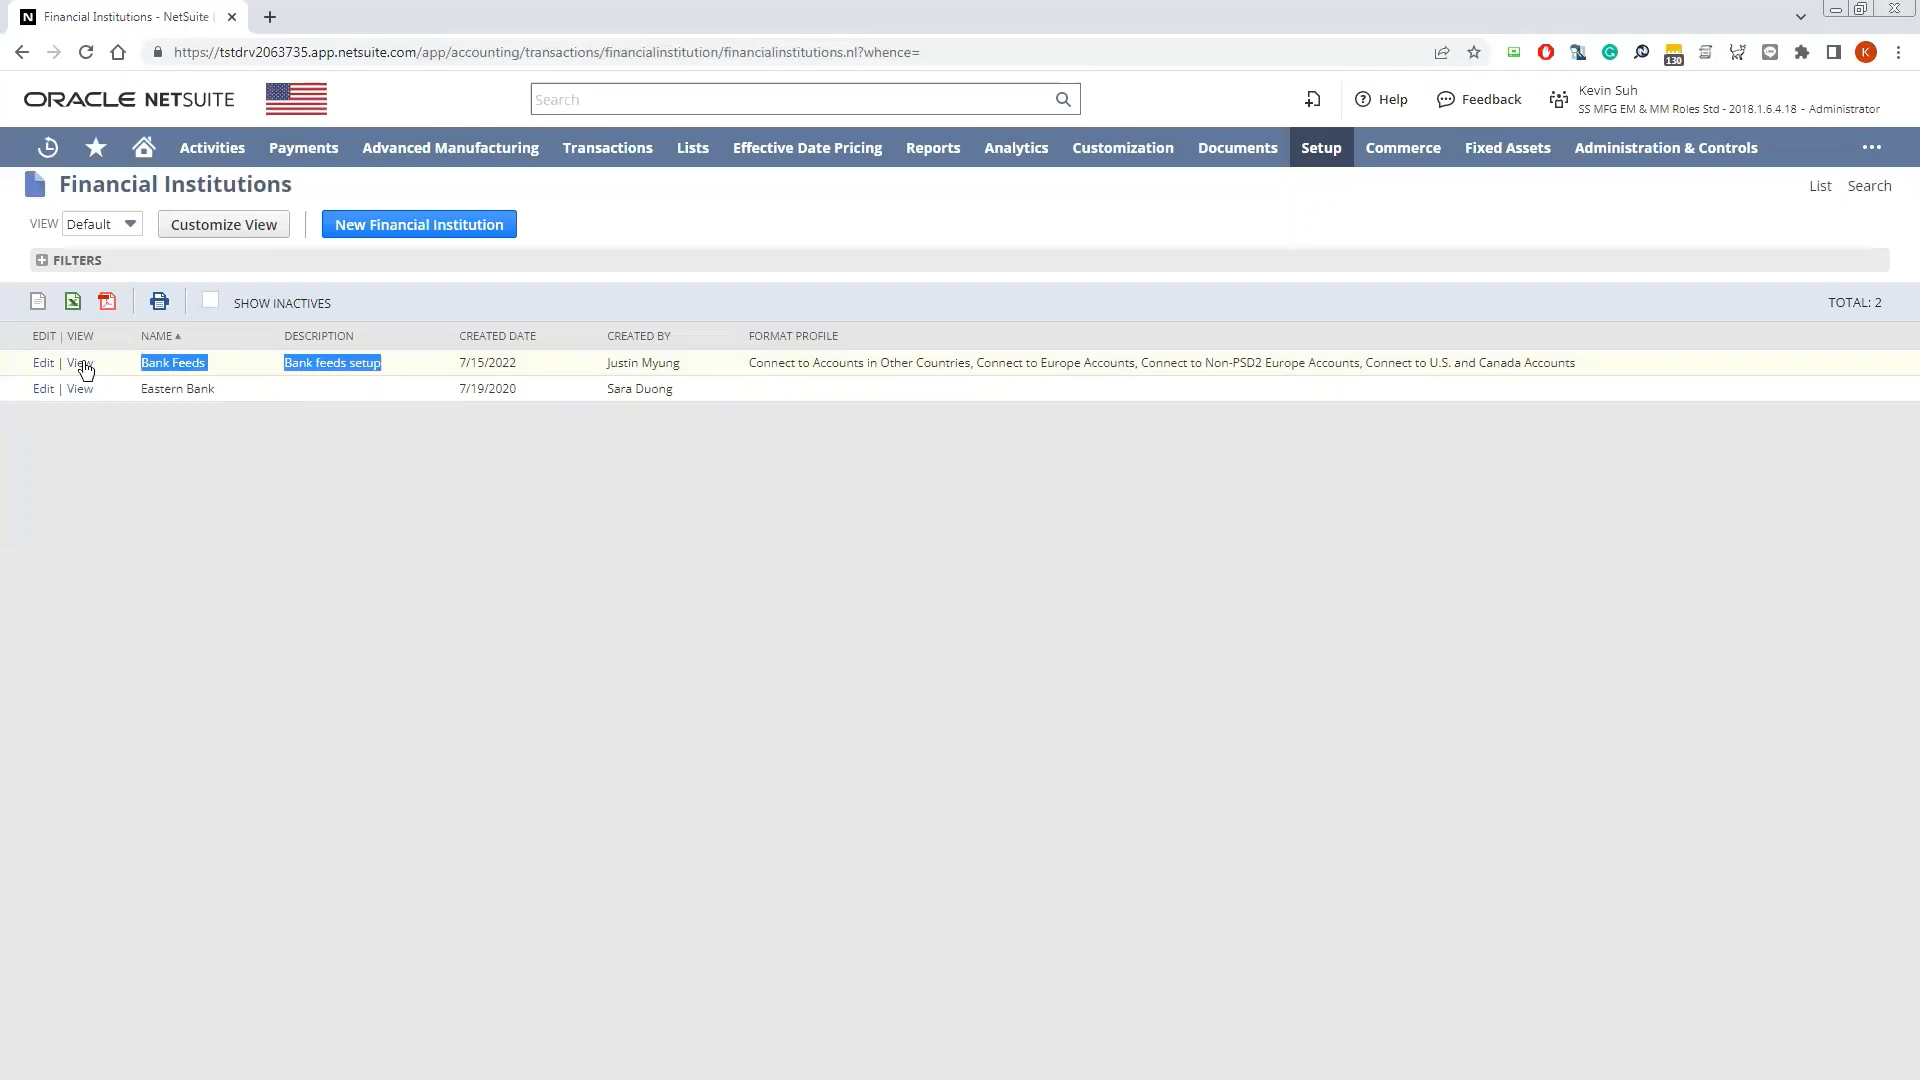 Financial Institutions - NetSuite (
https://tstdrv2063735.app.netsuite.com/app/accounting/transactions/financialinstitution/financialinstitutions.nl?whence=
130
K
ORACLE NETSUITE
Search
Help
Feedback
Kevin Suh
SS MFG EM & MM Roles Std - 2018.1.6.4.18 - Administrator
Activities Payments Advanced Manufacturing Transactions Lists Effective Date Pricing Reports Analytics Customization Documents Setup Commerce Fixed Assets Administration & Controls
Financial Institutions
List Search
VIEW Default Customize View New Financial Institution
FILTERS
SHOW INACTIVES TOTAL: 2
EDIT | VIEW NAME DESCRIPTION CREATED DATE CREATED BY FORMAT PROFILE
Edit | View Bank Feeds Bank feeds setup 7/15/2022 Justin Myung Connect to Accounts in Other Countries, Connect to Europe Accounts, Connect to Non-PSD2 Europe Accounts, Connect to U.S. and Canada Accounts
Edit | View Eastern Bank 7/19/2020 Sara Duong